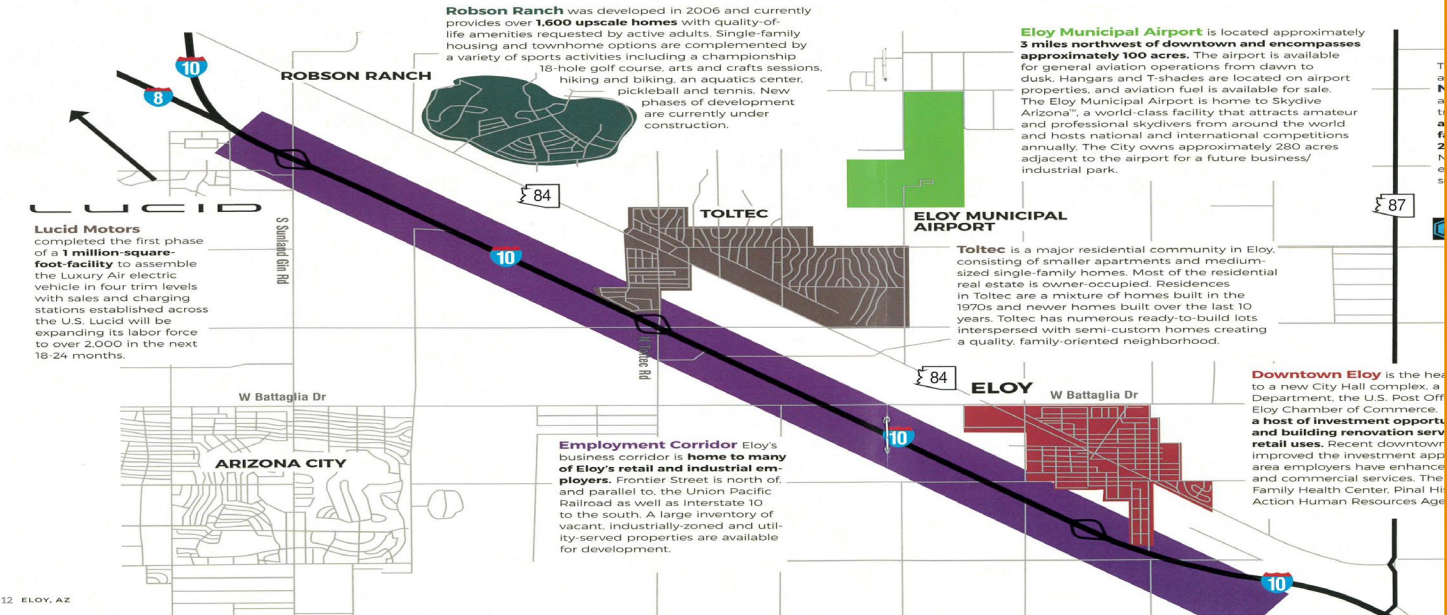 Robson Ranch was developed in 2006 and currently
provides over 1,600 upscale homes with quality-of-
life amenities requested by active adults. Single-family
housing and townhome options are complemented by
a variety of sports activities including a championship
18-hole golf course, arts and crafts sessions,
hiking and biking, an aquatics center,
pickleball and tennis. New
phases of development
are currently under
construction.
Eloy Municipal Airport is located approximately
3 miles northwest of downtown and encompasses
approximately 100 acres. The airport is available
for general aviation operations from dawn to
dusk. Hangars and T-shades are located on airport
properties, and aviation fuel is available for sale.
The Eloy Municipal Airport is home to Skydive
Arizona™, a world-class facility that attracts amateur
and professional skydivers from around the world
and hosts national and international competitions
annually. The City owns approximately 280 acres
adjacent to the airport for a future business/
industrial park.
10
8
ROBSON RANCH
84
87
LUCID
Lucid Motors
completed the first phase
of a 1 million-square-
foot-facility to assemble
the Luxury Air electric
vehicle in four trim levels
with sales and charging
stations established across
the U.S. Lucid will be
expanding its labor force
to over 2,000 in the next
18-24 months.
S Sunland Gin Rd
10
TOLTEC
ELOY MUNICIPAL
AIRPORT
Toltec is a major residential community in Eloy,
consisting of smaller apartments and medium-
sized single-family homes. Most of the residential
real estate is owner-occupied. Residences
in Toltec are a mixture of homes built in the
1970s and newer homes built over the last 10
years. Toltec has numerous ready-to-build lots
interspersed with semi-custom homes creating
a quality, family-oriented neighborhood.
N Toltec Rd
84
ELOY
W Battaglia Dr
W Battaglia Dr
Downtown Eloy is the hea
to a new City Hall complex, a
Department, the U.S. Post Off
Eloy Chamber of Commerce.
a host of investment opportu
and building renovation serv
retail uses. Recent downtown
improved the investment app
area employers have enhance
and commercial services. The
Family Health Center, Pinal His
Action Human Resources Age
10
ARIZONA CITY
Employment Corridor Eloy's
business corridor is home to many
of Eloy's retail and industrial em-
ployers. Frontier Street is north of,
and parallel to, the Union Pacific
Railroad as well as Interstate 10
to the south. A large inventory of
vacant, industrially-zoned and util-
ity-served properties are available
for development.
10
12 ELOY, AZ